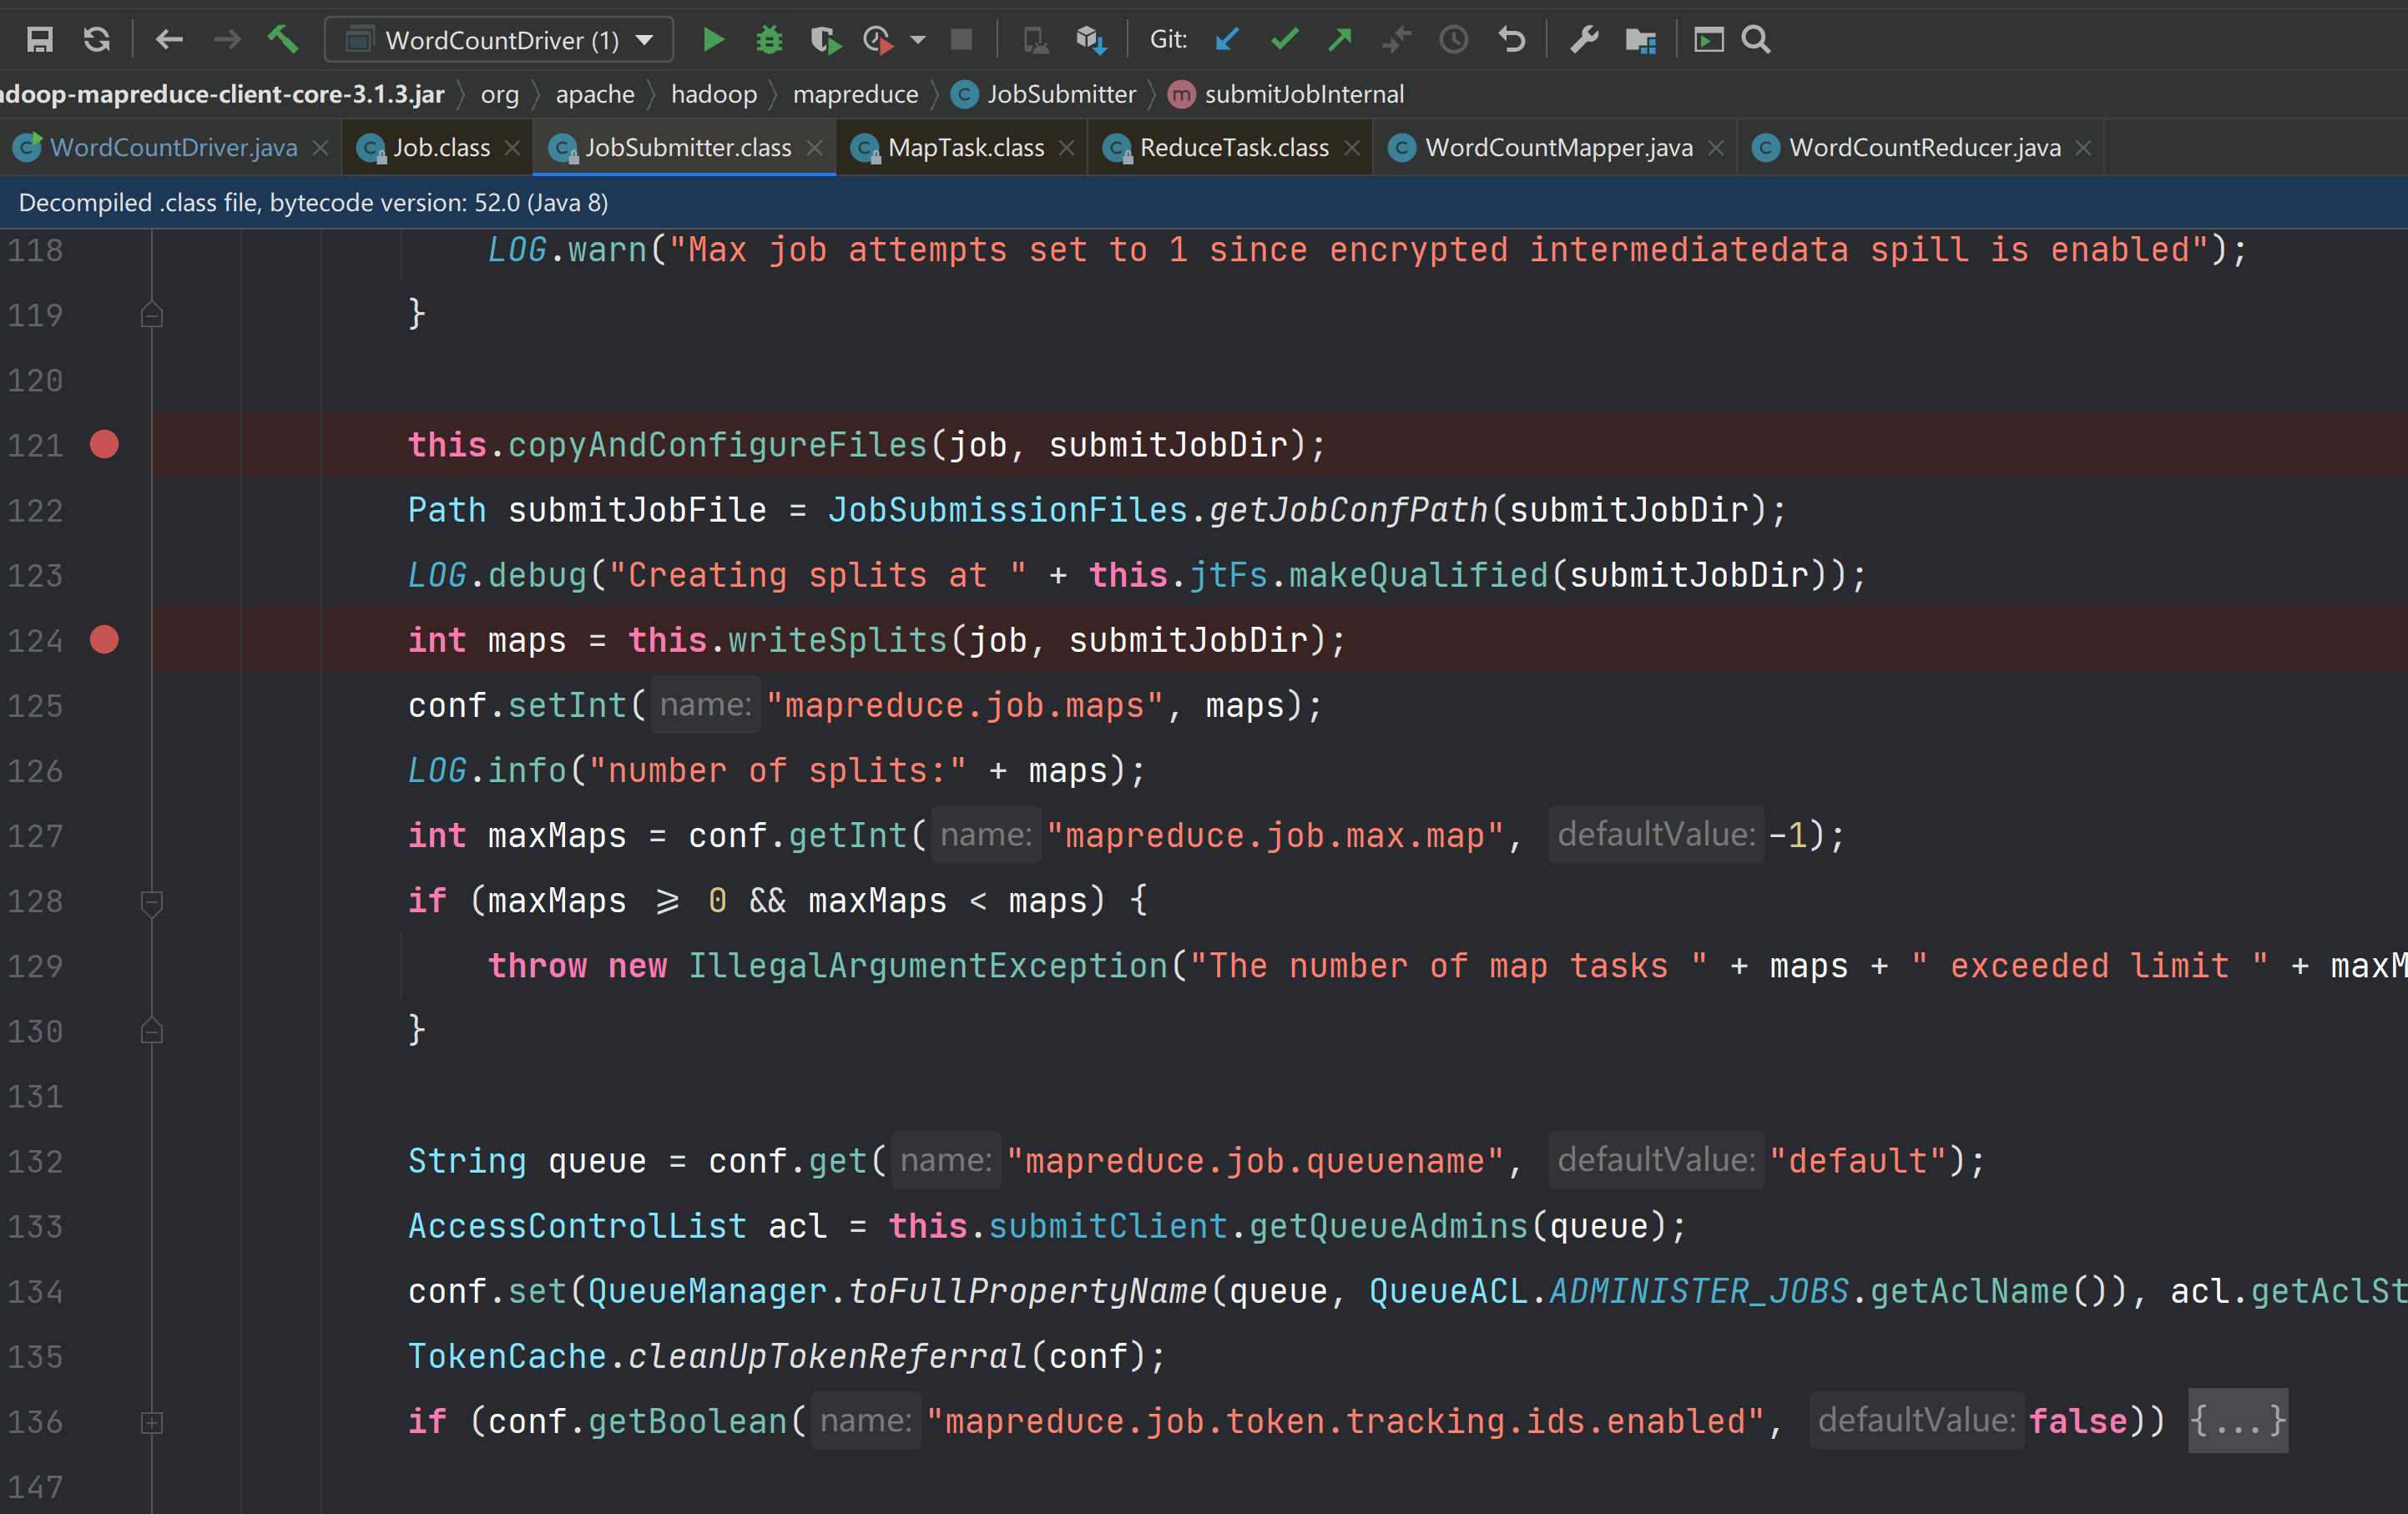 WordCountDriver (1) Git:
adoop-mapreduce-client-core-3.1.3.jar org apache hadoop mapreduce JobSubmitter submitJobInternal
WordCountDriver.java Job.class JobSubmitter.class MapTask.class ReduceTask.class WordCountMapper.java WordCountReducer.java
Decompiled .class file, bytecode version: 52.0 (Java 8)
118 LOG.warn("Max job attempts set to 1 since encrypted intermediatedata spill is enabled");
119 }
120
121 this.copyAndConfigureFiles(job, submitJobDir);
122 Path submitJobFile = JobSubmissionFiles.getJobConfPath(submitJobDir);
123 LOG.debug("Creating splits at " + this.jtFs.makeQualified(submitJobDir));
124 int maps = this.writeSplits(job, submitJobDir);
125 conf.setInt( name: "mapreduce.job.maps", maps);
126 LOG.info("number of splits:" + maps);
127 int maxMaps = conf.getInt( name: "mapreduce.job.max.map", defaultValue: -1);
128 if (maxMaps ⩾ 0 && maxMaps < maps) {
129 throw new IllegalArgumentException("The number of map tasks " + maps + " exceeded limit " + maxM
130 }
131
132 String queue = conf.get( name: "mapreduce.job.queuename", defaultValue: "default");
133 AccessControlList acl = this.submitClient.getQueueAdmins(queue);
134 conf.set(QueueManager.toFullPropertyName(queue, QueueACL.ADMINISTER_JOBS.getAclName()), acl.getAclSt
135 TokenCache.cleanUpTokenReferral(conf);
136 if (conf.getBoolean( name: "mapreduce.job.token.tracking.ids.enabled", defaultValue: false)) {...}
147